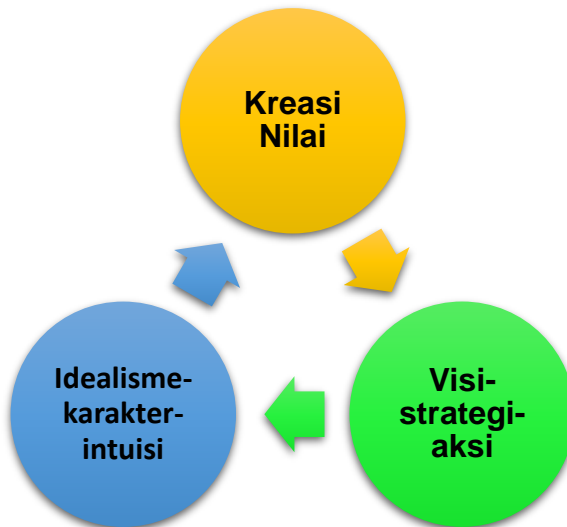 Kreasi
Nilai
Visi-
strategi-
aksi
Idealisme-
karakter-
intuisi